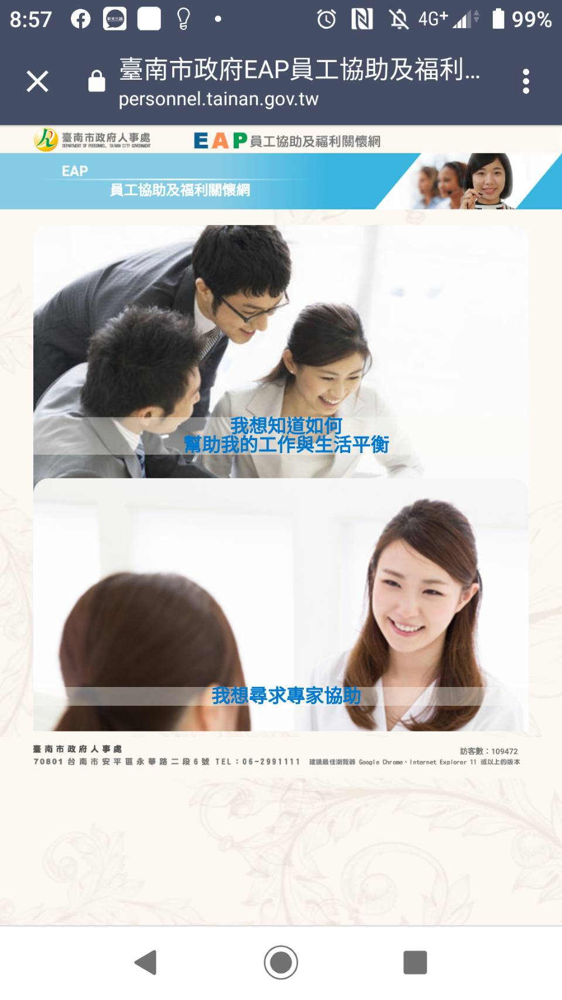 8:57
4G+
99%
臺南市政府EAP員工協助及福利...
personnel.tainan.gov.tw
臺南市政府人事處
DEPARTMENT OF PERSONNEL, TAINAN CITY GOVERNMENT
EAP員工協助及福利關懷網
EAP
員工協助及福利關懷網
我想知道如何
幫助我的工作與生活平衡
我想尋求專家協助
臺南市政府人事處
訪客數：109472
70801 台南市安平區永華路二段6號 TEL：06-2991111 建議最佳瀏覽器 Google Chrome、Internet Explorer 11 或以上的版本